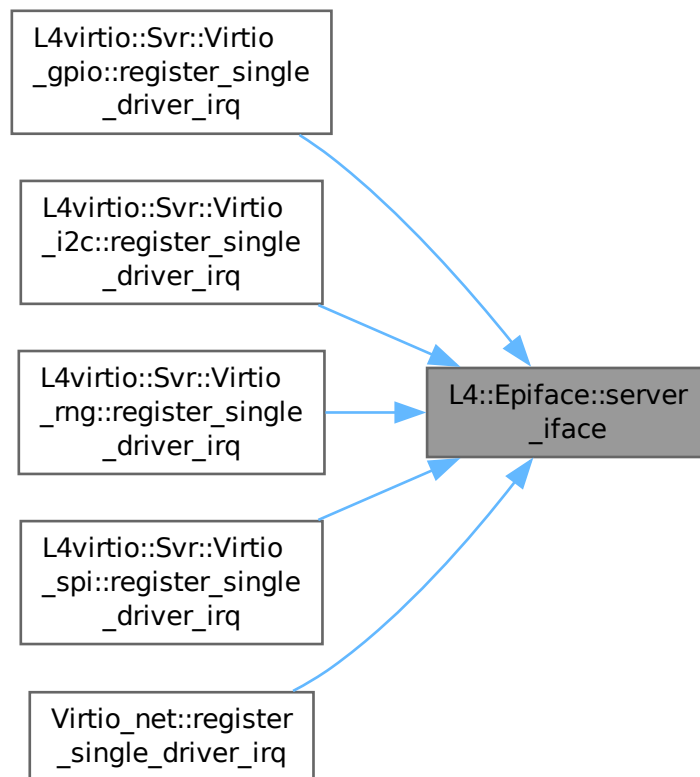 L4virtio::Svr::Virtio
_gpio::register_single
_driver_irq
L4virtio::Svr::Virtio
_i2c::register_single
_driver_irq
L4virtio::Svr::Virtio
_rng::register_single
_driver_irq
L4::Epiface::server
_iface
L4virtio::Svr::Virtio
_spi::register_single
_driver_irq
Virtio_net::register
_single_driver_irq